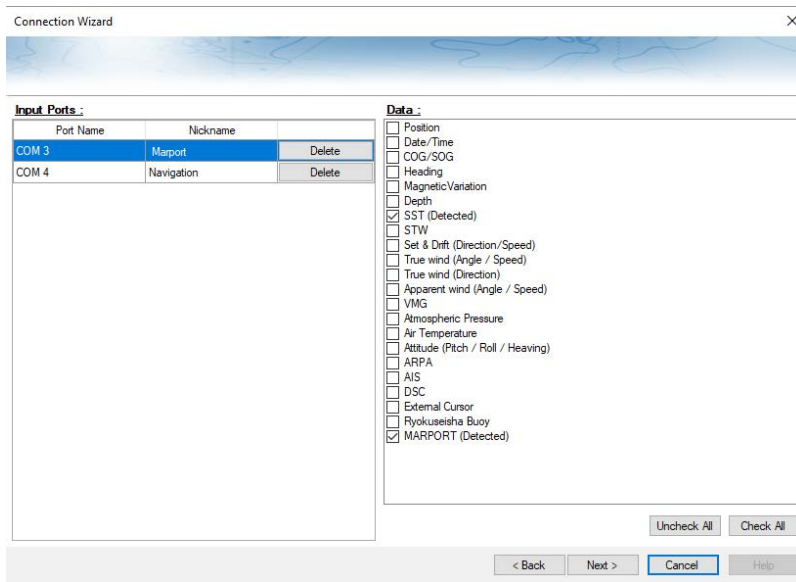 Connection Wizard
Input Ports :
Port Name Nickname
COM 3 Marport Delete
COM 4 Navigation Delete
Data :
Position
Date/Time
COG/SOG
Heading
MagneticVariation
Depth
SST (Detected)
STW
Set & Drift (Direction/Speed)
True wind (Angle / Speed)
True wind (Direction)
Apparent wind (Angle / Speed)
VMG
Atmospheric Pressure
Air Temperature
Attitude (Pitch / Roll / Heaving)
ARPA
AIS
DSC
External Cursor
Ryokuseisha Buoy
MARPORT (Detected)
Uncheck All Check All
< Back Next > Cancel Help